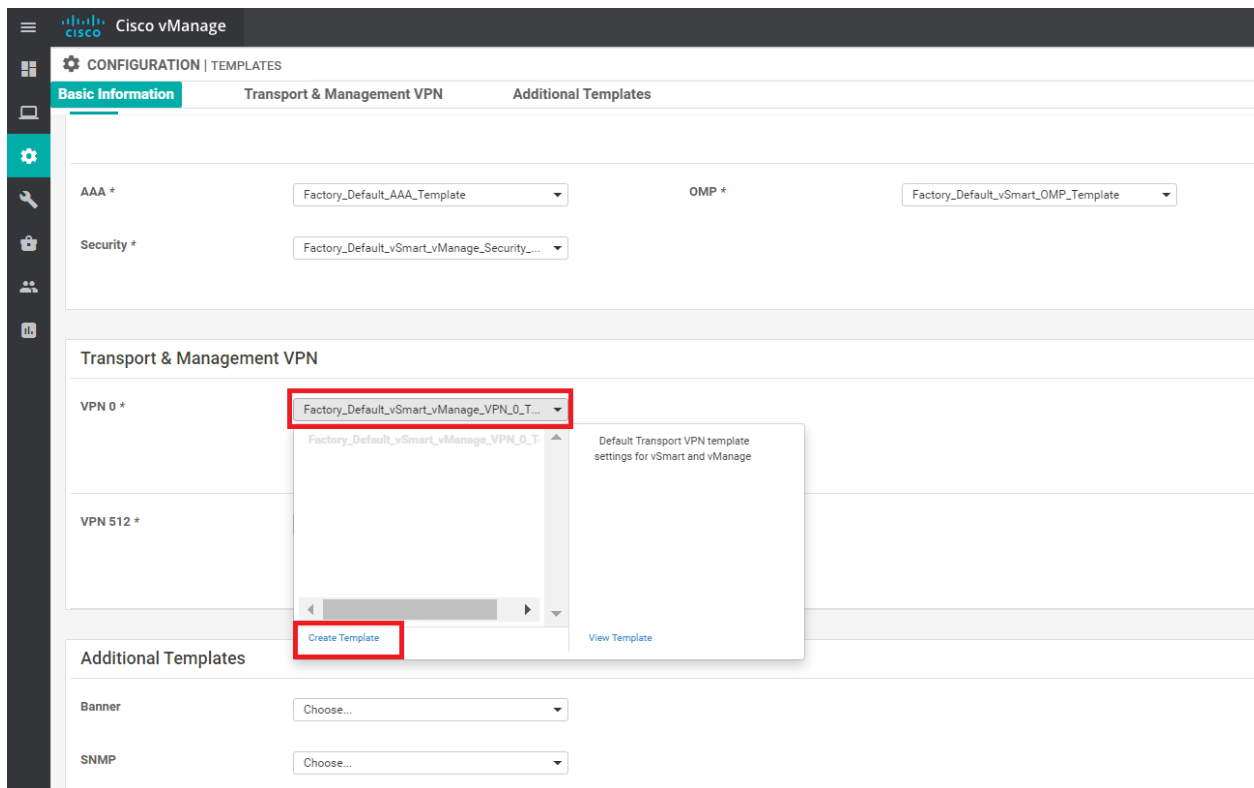 cisco Cisco vManage
CONFIGURATION | TEMPLATES
Basic Information Transport & Management VPN Additional Templates
AAA * Factory_Default_AAA_Template OMP * Factory_Default_vSmart_OMP_Template
Security * Factory_Default_vSmart_vManage_Security_...
Transport & Management VPN
VPN 0 * Factory_Default_vSmart_vManage_VPN_0_T...
Factory_Default_vSmart_vManage_VPN_0_T Default Transport VPN template
settings for vSmart and vManage
VPN 512 *
Create Template View Template
Additional Templates
Banner Choose...
SNMP Choose...